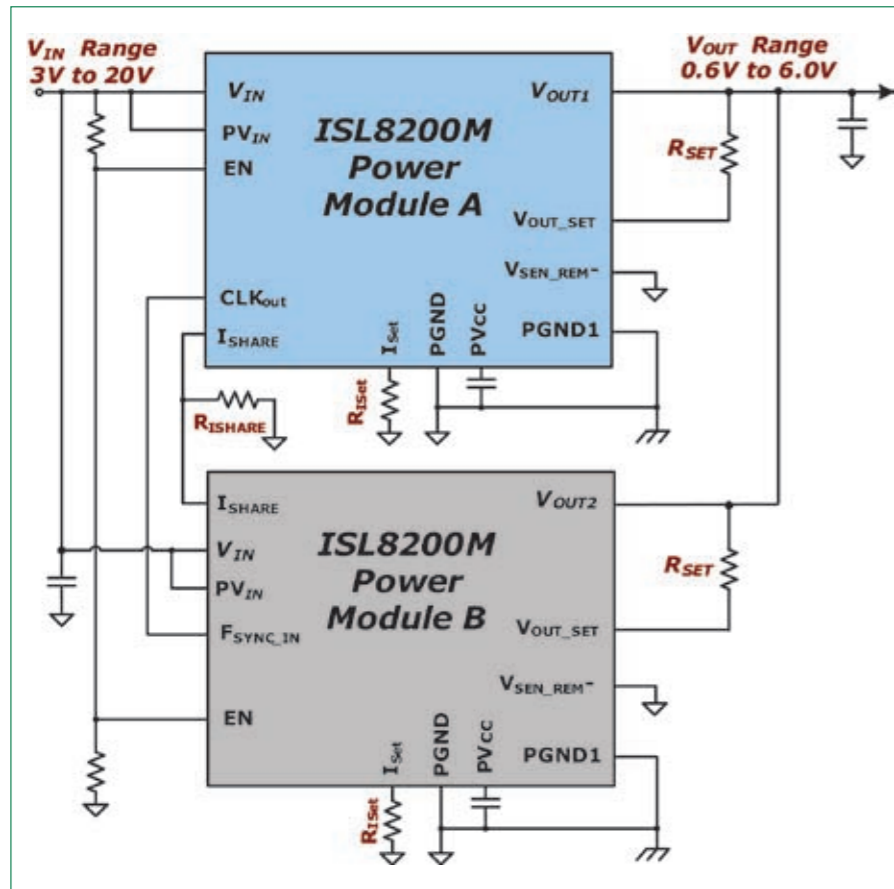 VIN Range
3V to 20V
VOUT Range
0.6V to 6.0V
VIN
PVIN
EN
CLKout
ISHARE
ISL8200M
Power
Module A
VOUT1
RSET
VOUT_SET
VSEN_REM-
PGND1
ISet
PGND
PVCC
RISet
RISHARE
ISHARE
VIN
PVIN
FSYNC_IN
EN
ISL8200M
Power
Module B
VOUT2
RSET
VOUT_SET
VSEN_REM-
PGND1
ISet
PGND
PVCC
RISet